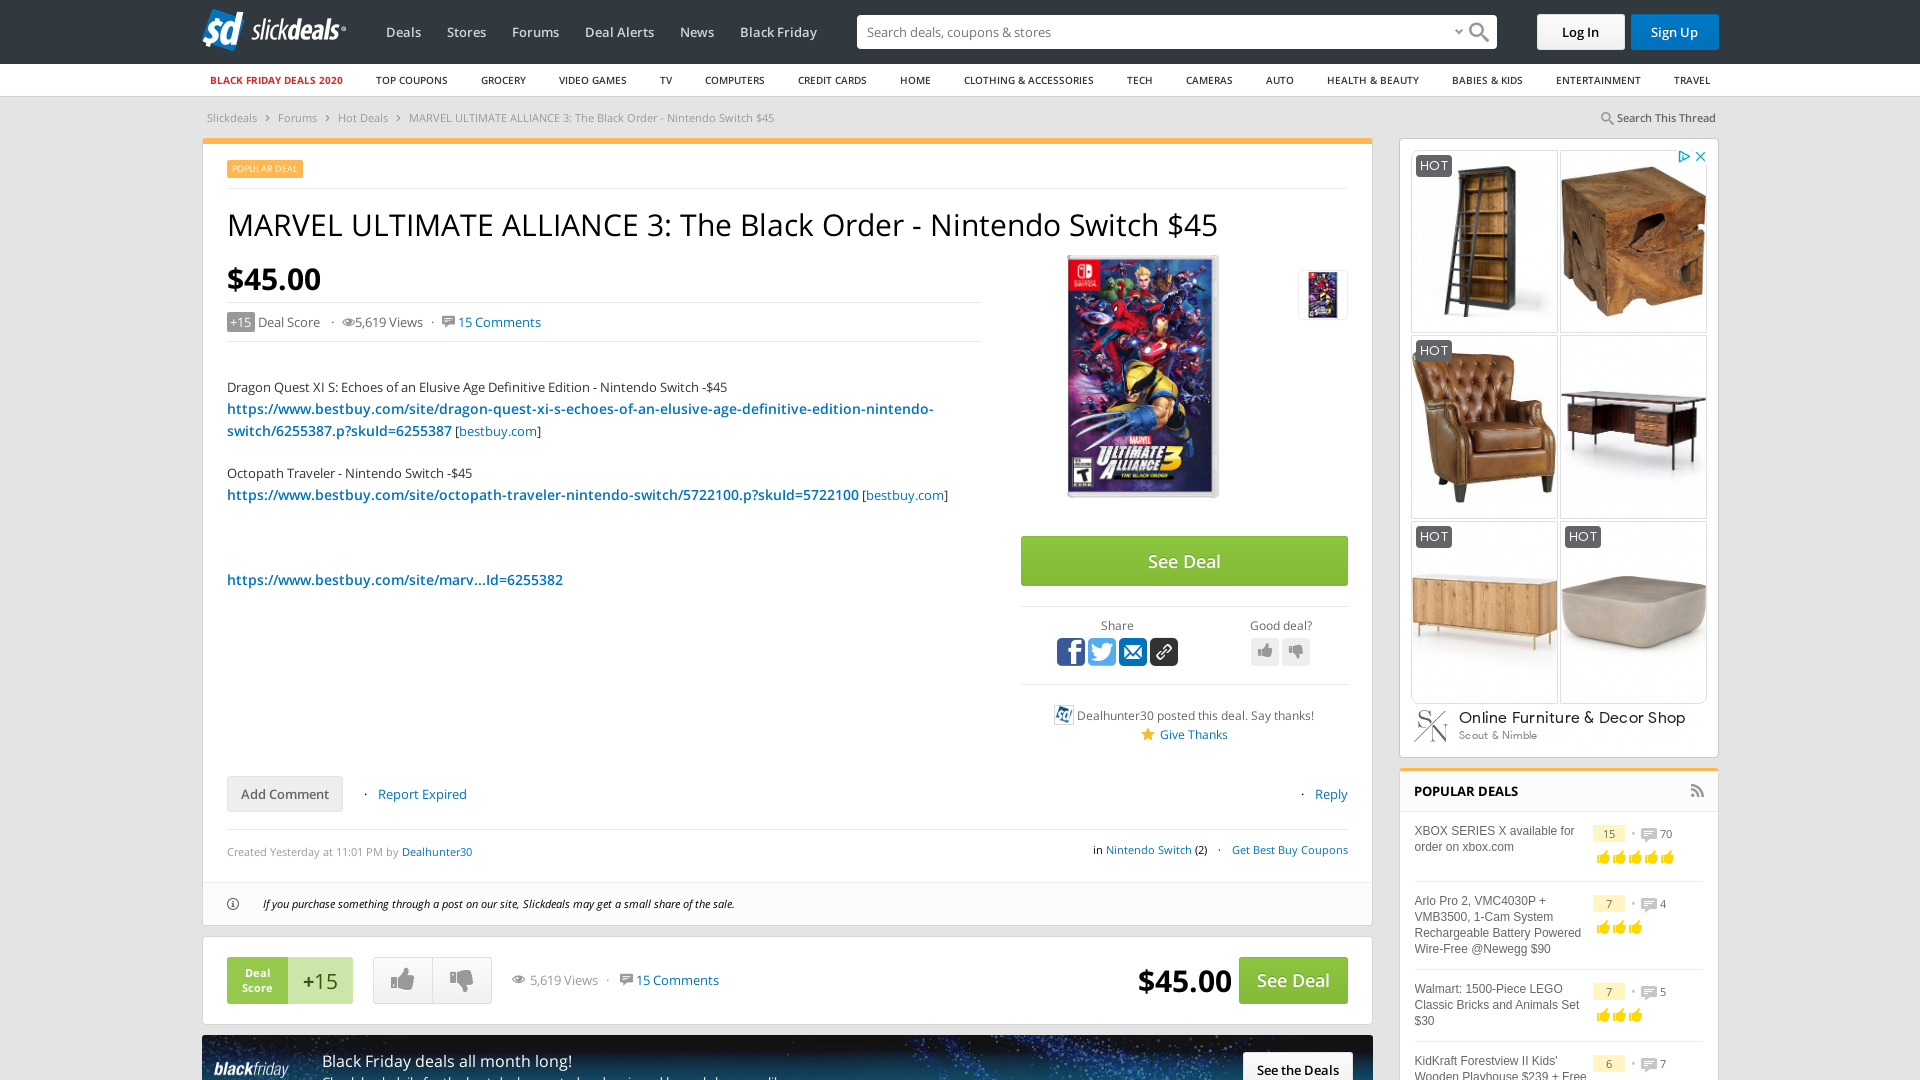 slickdeals
Deals
Stores
Forums
Deal Alerts
News
Black Friday
Search deals, coupons & stores
Log In
Sign Up
BLACK FRIDAY DEALS 2020
TOP COUPONS
GROCERY
VIDEO GAMES
TV
COMPUTERS
CREDIT CARDS
HOME
CLOTHING & ACCESSORIES
TECH
CAMERAS
AUTO
HEALTH & BEAUTY
BABIES & KIDS
ENTERTAINMENT
TRAVEL
Slickdeals › Forums › Hot Deals › MARVEL ULTIMATE ALLIANCE 3: The Black Order - Nintendo Switch $45
Search This Thread
POPULAR DEAL
MARVEL ULTIMATE ALLIANCE 3: The Black Order - Nintendo Switch $45
$45.00
+15 Deal Score · 5,619 Views · 15 Comments
Dragon Quest XI S: Echoes of an Elusive Age Definitive Edition - Nintendo Switch -$45
https://www.bestbuy.com/site/dragon-quest-xi-s-echoes-of-an-elusive-age-definitive-edition-nintendo-
switch/6255387.p?skuId=6255387 [bestbuy.com]
Octopath Traveler - Nintendo Switch -$45
https://www.bestbuy.com/site/octopath-traveler-nintendo-switch/5722100.p?skuId=5722100 [bestbuy.com]
https://www.bestbuy.com/site/marv...Id=6255382
MARVEL
ULTIMATE
ALLIANCE 3
THE BLACK ORDER
See Deal
Share
Good deal?
Dealhunter30 posted this deal. Say thanks!
Give Thanks
Add Comment
· Report Expired
· Reply
Created Yesterday at 11:01 PM by Dealhunter30
in Nintendo Switch (2) · Get Best Buy Coupons
If you purchase something through a post on our site, Slickdeals may get a small share of the sale.
Deal
Score
+15
5,619 Views · 15 Comments
$45.00
See Deal
blackfriday
Black Friday deals all month long!
See the Deals
HOT
HOT
HOT
HOT
SN
Online Furniture & Decor Shop
Scout & Nimble
POPULAR DEALS
XBOX SERIES X available for
order on xbox.com
15 • 70
Arlo Pro 2, VMC4030P +
VMB3500, 1-Cam System
Rechargeable Battery Powered
Wire-Free @Newegg $90
7 • 4
Walmart: 1500-Piece LEGO
Classic Bricks and Animals Set
$30
7 • 5
KidKraft Forestview II Kids'
Wooden Playhouse $239 + Free
6 • 7